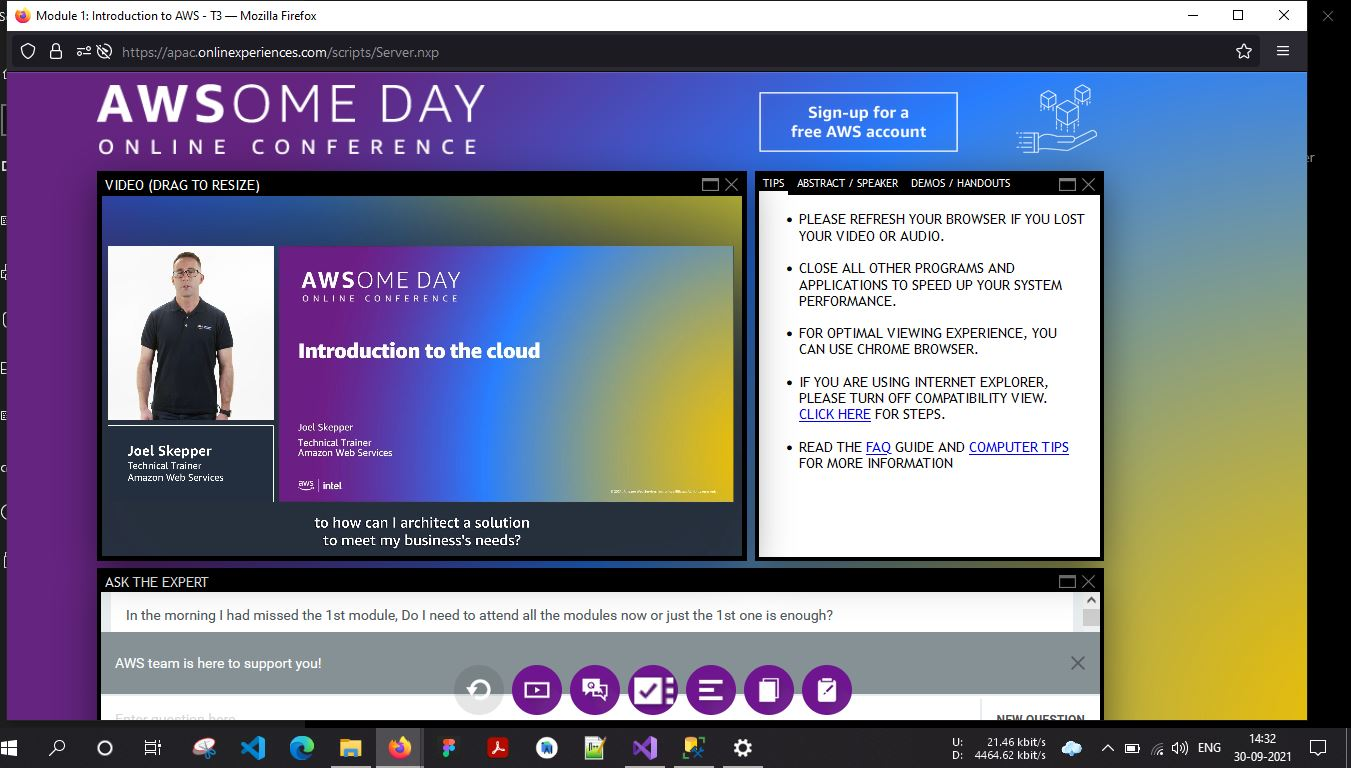 Module 1: Introduction to AWS - T3 — Mozilla Firefox
https://apac.onlinexperiences.com/scripts/Server.nxp
AWSOME DAY
ONLINE CONFERENCE
Sign-up for a
free AWS account
VIDEO (DRAG TO RESIZE)
AWSOME DAY
ONLINE CONFERENCE
Introduction to the cloud
Joel Skepper
Technical Trainer
Amazon Web Services
aws | intel
Joel Skepper
Technical Trainer
Amazon Web Services
to how can I architect a solution
to meet my business's needs?
TIPS ABSTRACT / SPEAKER DEMOS / HANDOUTS
• PLEASE REFRESH YOUR BROWSER IF YOU LOST
YOUR VIDEO OR AUDIO.
• CLOSE ALL OTHER PROGRAMS AND
APPLICATIONS TO SPEED UP YOUR SYSTEM
PERFORMANCE.
• FOR OPTIMAL VIEWING EXPERIENCE, YOU
CAN USE CHROME BROWSER.
• IF YOU ARE USING INTERNET EXPLORER,
PLEASE TURN OFF COMPATIBILITY VIEW.
CLICK HERE FOR STEPS.
• READ THE FAQ GUIDE AND COMPUTER TIPS
FOR MORE INFORMATION
ASK THE EXPERT
In the morning I had missed the 1st module, Do I need to attend all the modules now or just the 1st one is enough?
AWS team is here to support you!
Enter question here
NEW QUESTION
U: 21.46 kbit/s
D: 4464.62 kbit/s
ENG
14:32
30-09-2021